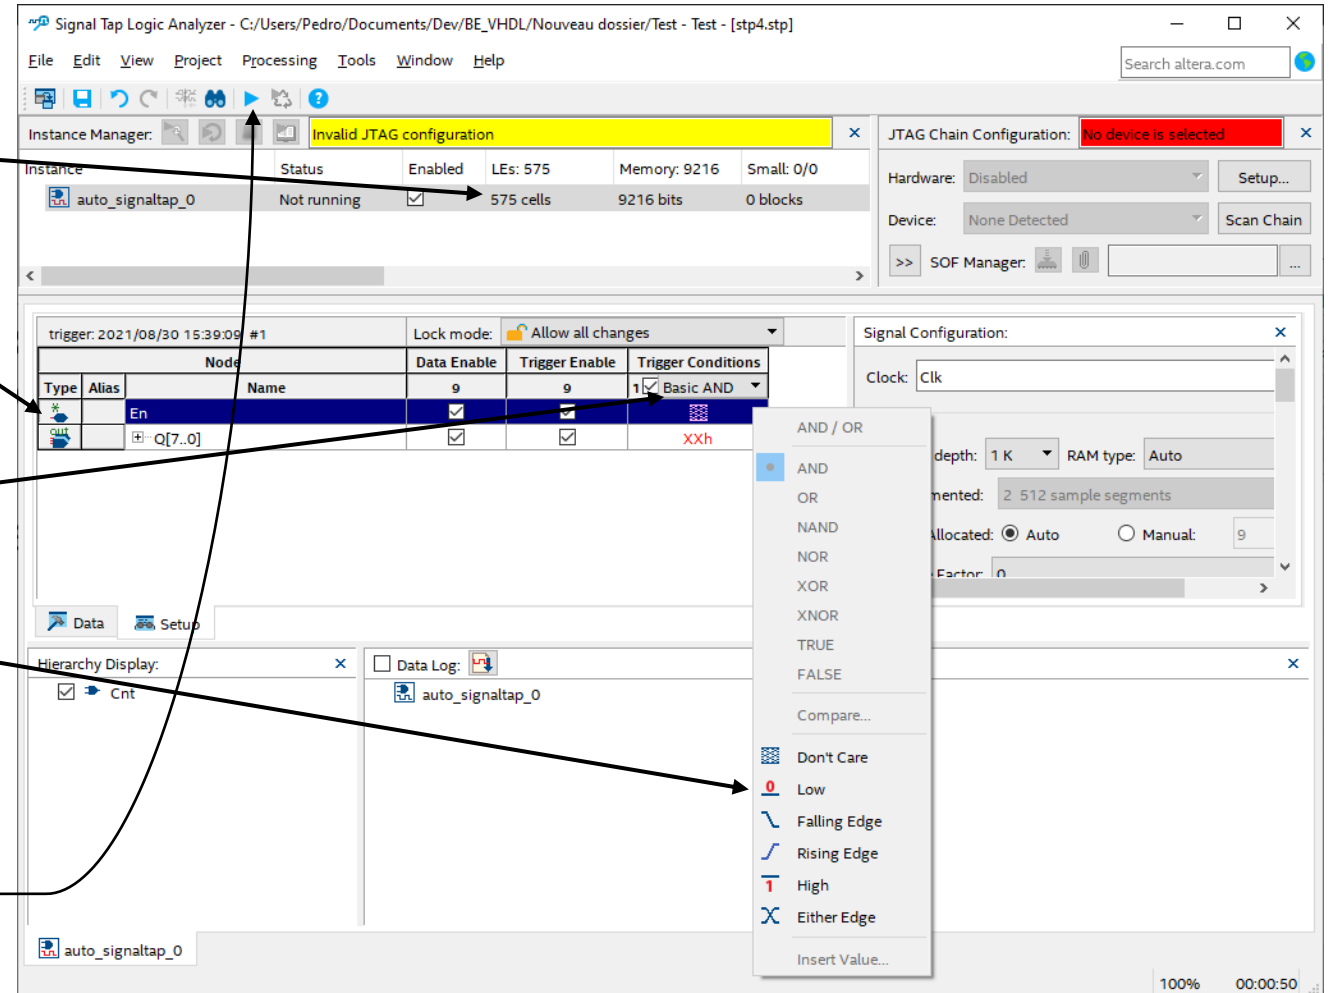 Signal Tap Logic Analyzer - C:/Users/Pedro/Documents/Dev/BE_VHDL/Nouveau dossier/Test - Test - [stp4.stp]
File Edit View Project Processing Tools Window Help
Search altera.com
Instance Manager: Invalid JTAG configuration
JTAG Chain Configuration: No device is selected
Instance Status Enabled LEs: 575 Memory: 9216 Small: 0/0
auto_signaltap_0 Not running 575 cells 9216 bits 0 blocks
Hardware: Disabled Setup...
Device: None Detected Scan Chain
>> SOF Manager: ...
trigger: 2021/08/30 15:39:09 #1 Lock mode: Allow all changes
Signal Configuration:
Node Data Enable Trigger Enable Trigger Conditions
Type Alias Name 9 9 1 Basic AND
Clock: Clk
En
out Q[7..0] XXh
AND / OR
AND
OR
NAND
NOR
XOR
XNOR
TRUE
FALSE
Compare...
Don't Care
0 Low
Falling Edge
Rising Edge
1 High
Either Edge
Insert Value...
depth: 1 K RAM type: Auto
mented: 2 512 sample segments
Allocated: Auto Manual: 9
Factor: 0
Data Setup
Hierarchy Display:
Cnt
Data Log:
auto_signaltap_0
auto_signaltap_0
100% 00:00:50